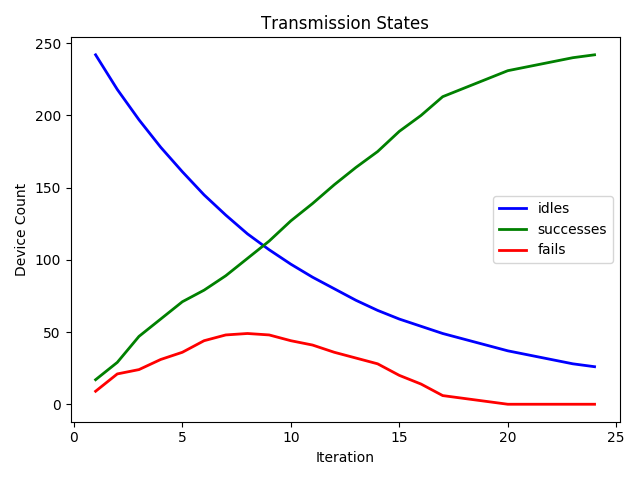 Transmission States
250
200
150
100
50
0
Device Count
idles
successes
fails
0 5 10 15 20 25
Iteration